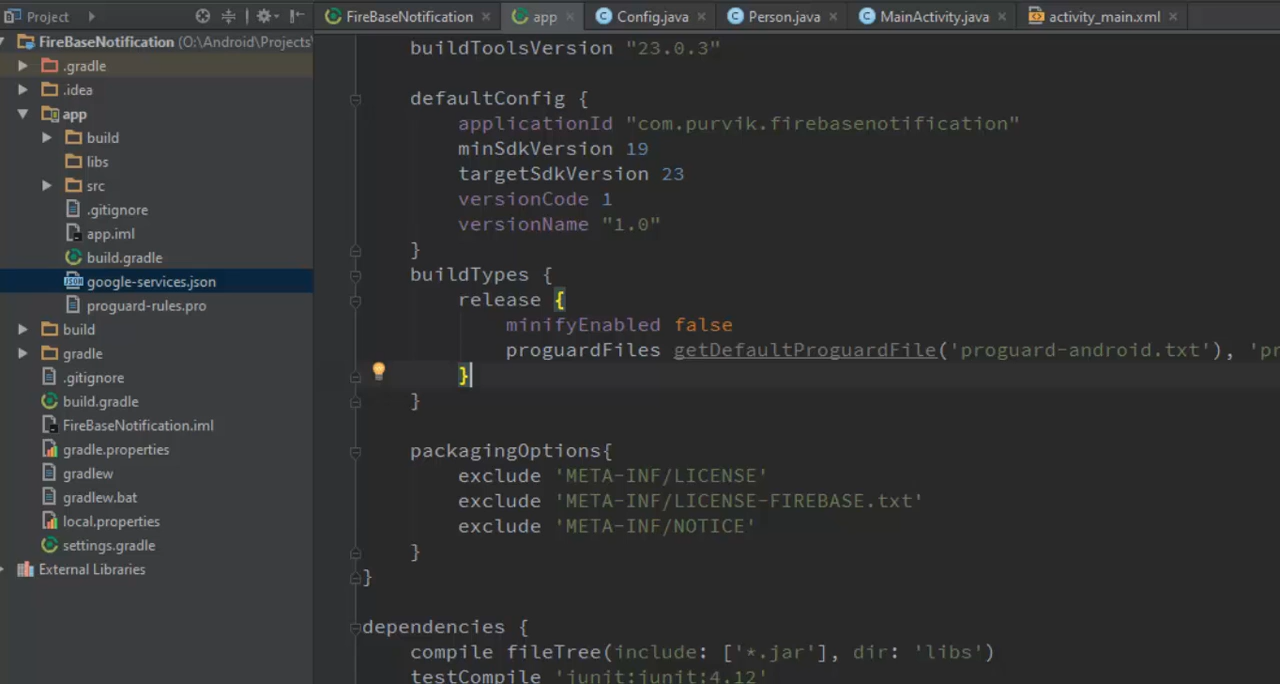 Project
FireBaseNotification
app
Config.java
Person.java
MainActivity.java
activity_main.xml
FireBaseNotification (O:\Android\Projects\
.gradle
.idea
app
build
libs
src
.gitignore
app.iml
build.gradle
google-services.json
proguard-rules.pro
build
gradle
.gitignore
build.gradle
FireBaseNotification.iml
gradle.properties
gradlew
gradlew.bat
local.properties
settings.gradle
External Libraries
buildToolsVersion "23.0.3"
defaultConfig {
applicationId "com.purvik.firebasenotification"
minSdkVersion 19
targetSdkVersion 23
versionCode 1
versionName "1.0"
}
buildTypes {
release {
minifyEnabled false
proguardFiles getDefaultProguardFile('proguard-android.txt'), 'pr
}
}
packagingOptions{
exclude 'META-INF/LICENSE'
exclude 'META-INF/LICENSE-FIREBASE.txt'
exclude 'META-INF/NOTICE'
}
}
dependencies {
compile fileTree(include: ['*.jar'], dir: 'libs')
testCompile 'junit:junit:4.12'